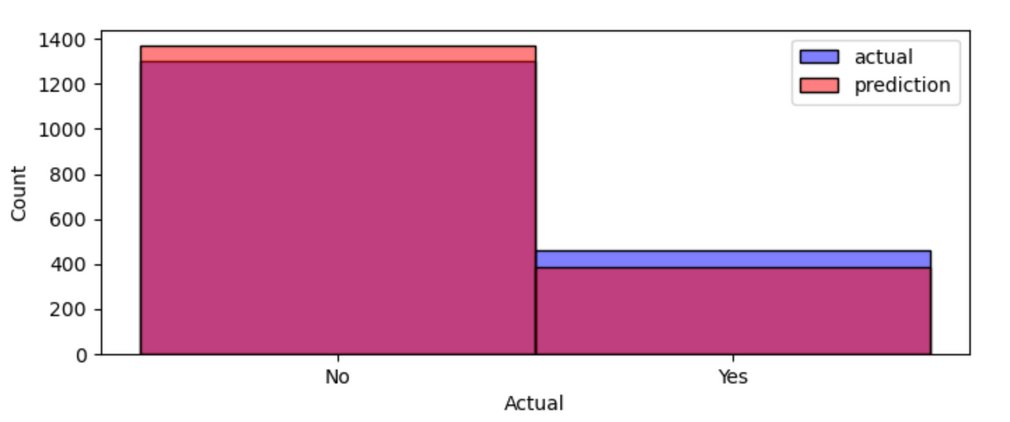 1400
1200
1000
800
600
400
200
0
Count
No
Yes
Actual
actual
prediction